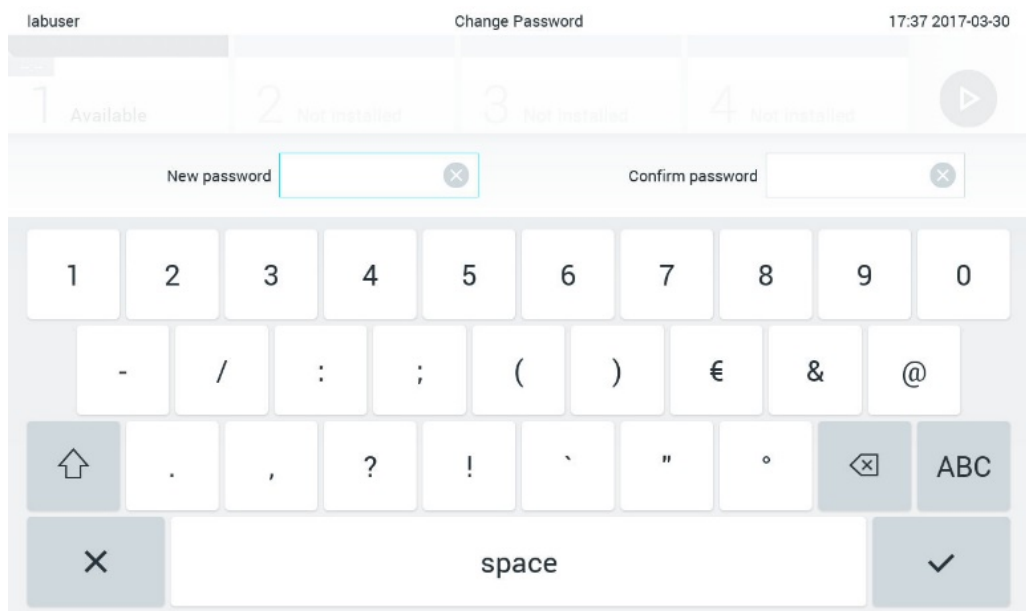 labuser Change Password 17:37 2017-03-30
1 Available 2 Not installed 3 Not installed 4 Not installed
New password Confirm password
1 2 3 4 5 6 7 8 9 0
- / : ; ( ) € & @
. , ? ! ` " ° ABC
space